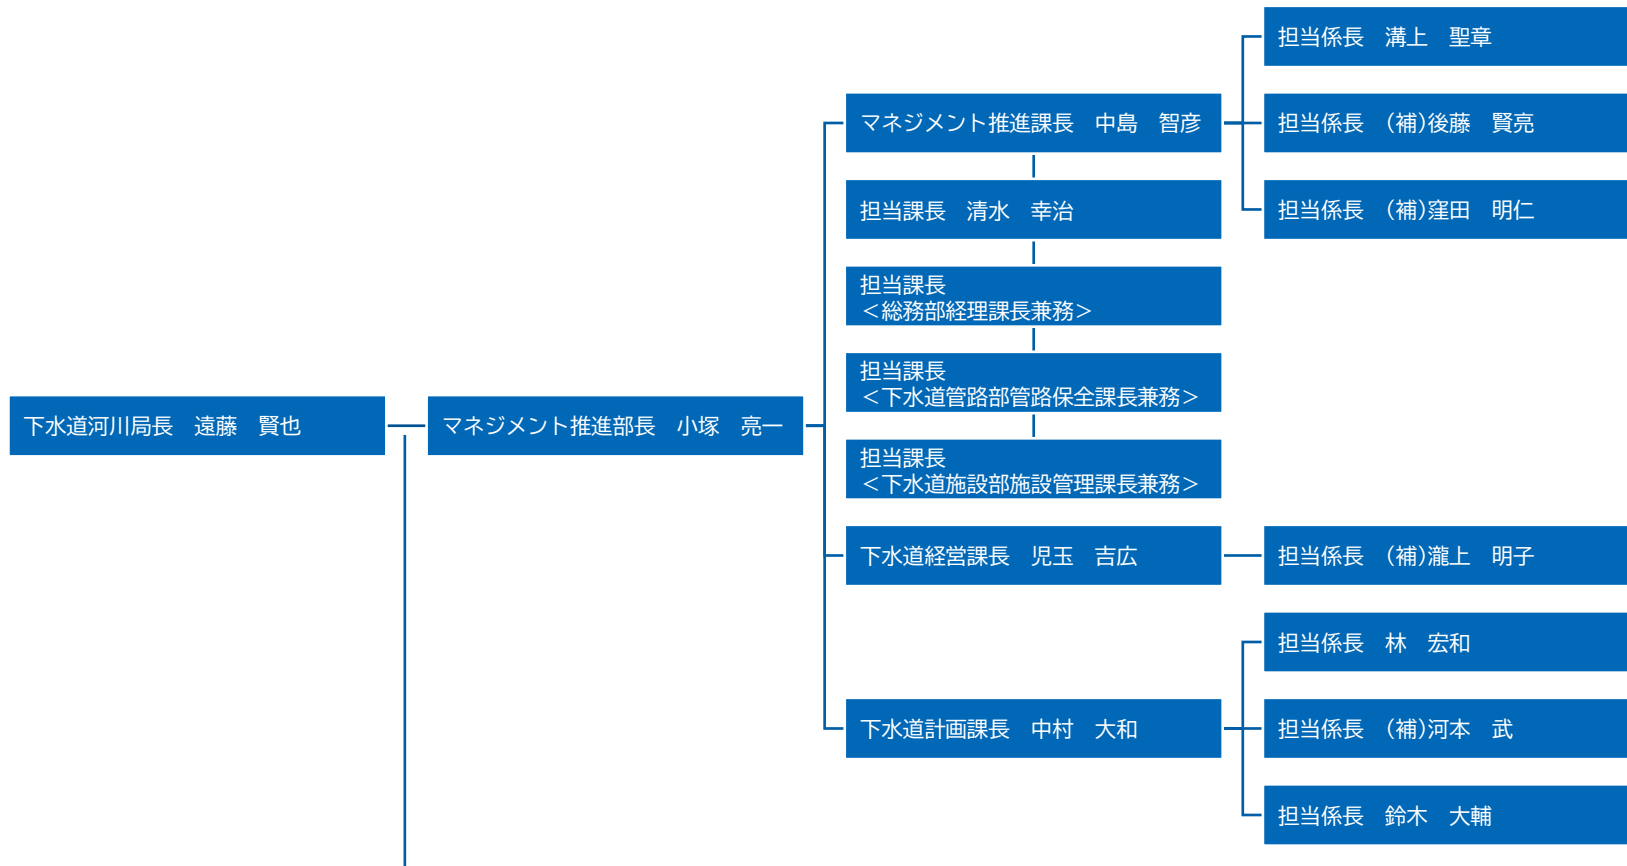 下水道河川局長　遠藤　賢也
マネジメント推進部長　小塚　亮一
マネジメント推進課長　中島　智彦
担当係長　溝上　聖章
担当係長　(補)後藤　賢亮
担当係長　(補)窪田　明仁
担当課長　清水　幸治
担当課長
＜総務部経理課長兼務＞
担当課長
＜下水道管路部管路保全課長兼務＞
担当課長
＜下水道施設部施設管理課長兼務＞
下水道経営課長　児玉　吉広
担当係長　(補)瀧上　明子
下水道計画課長　中村　大和
担当係長　林　宏和
担当係長　(補)河本　武
担当係長　鈴木　大輔